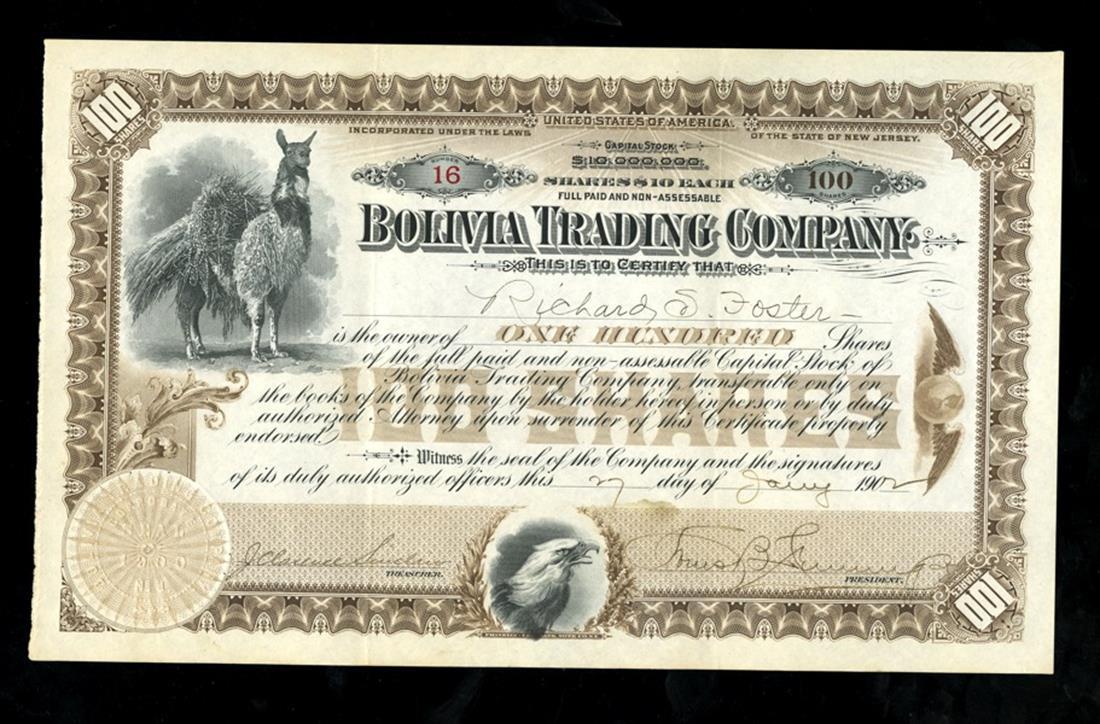 100 SHARES
UNITED STATES OF AMERICA.
100 SHARES
INCORPORATED UNDER THE LAWS
OF THE STATE OF NEW JERSEY.
CAPITAL STOCK
$10,000,000.
NUMBER
16
SHARES $10 EACH
100
SHARES
FULL PAID AND NON-ASSESSABLE
BOLIVIA TRADING COMPANY.
THIS IS TO CERTIFY THAT
Richard S. Foster
is the owner of ONE HUNDRED Shares
of the full paid and non-assessable Capital Stock of
Bolivia Trading Company, transferable only on
the books of the Company by the holder hereof in person or by duly
authorized Attorney upon surrender of this Certificate properly
endorsed.
SHARES
Witness the seal of the Company and the signatures
of its duly authorized officers this 27 day of Jany 1902
TREASURER.
PRESIDENT.
100 SHARES